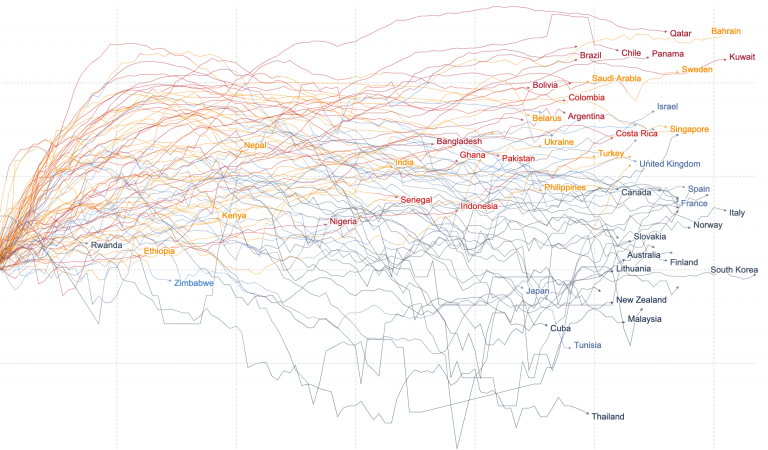 Bahrain
Qatar
Brazil
Chile
Panama
Kuwait
Sweden
Saudi Arabia
Bolivia
Colombia
Israel
Belarus
Argentina
Singapore
Costa Rica
Nepal
Bangladesh
Ukraine
Ghana
Pakistan
Turkey
India
United Kingdom
Philippines
Canada
Spain
Senegal
France
Indonesia
Italy
Kenya
Nigeria
Norway
Slovakia
Rwanda
Ethiopia
Australia
Finland
Lithuania
South Korea
Zimbabwe
Japan
New Zealand
Malaysia
Cuba
Tunisia
Thailand